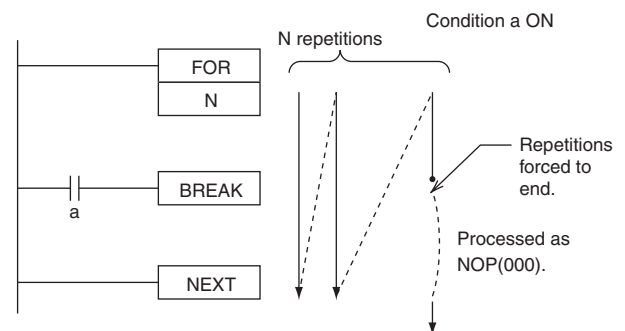 Condition a ON
N repetitions
FOR
N
Repetitions
forced to
end.
BREAK
a
Processed as
NOP(000).
NEXT